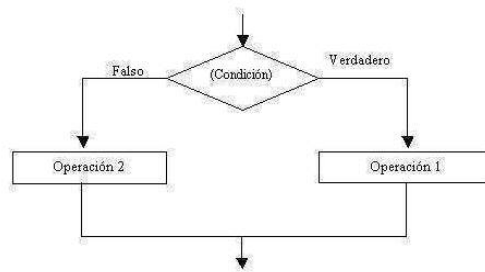 Verdadero
Falso
(Condición)
Operación 2
Operación 1